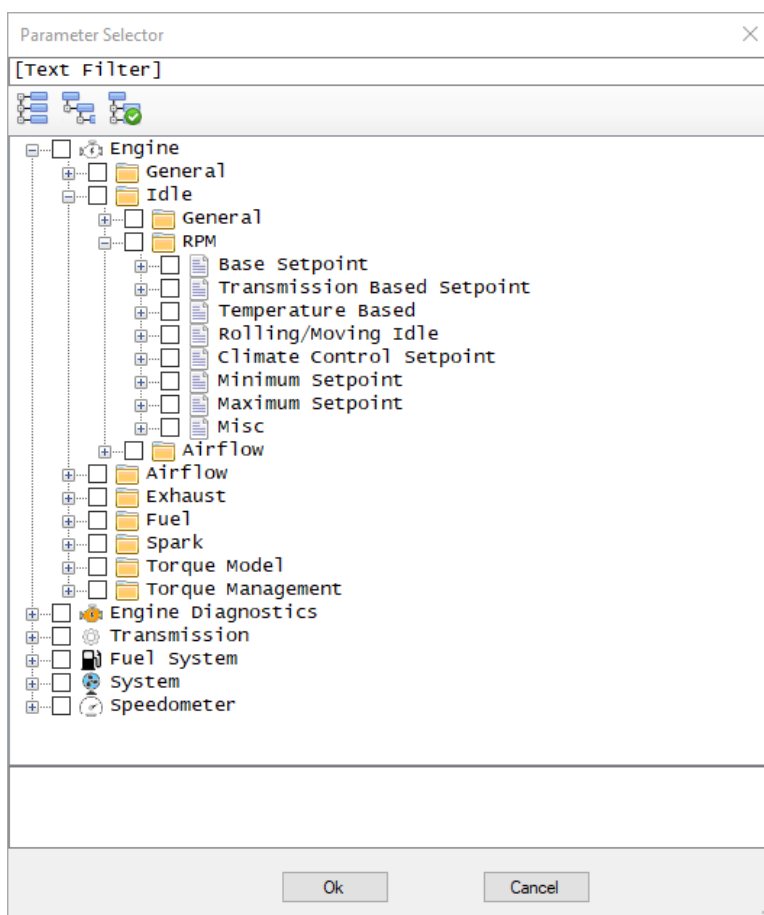 Parameter Selector
[Text Filter]
Engine
General
Idle
General
RPM
Base Setpoint
Transmission Based Setpoint
Temperature Based
Rolling/Moving Idle
Climate Control Setpoint
Minimum Setpoint
Maximum Setpoint
Misc
Airflow
Airflow
Exhaust
Fuel
Spark
Torque Model
Torque Management
Engine Diagnostics
Transmission
Fuel System
System
Speedometer
Ok Cancel